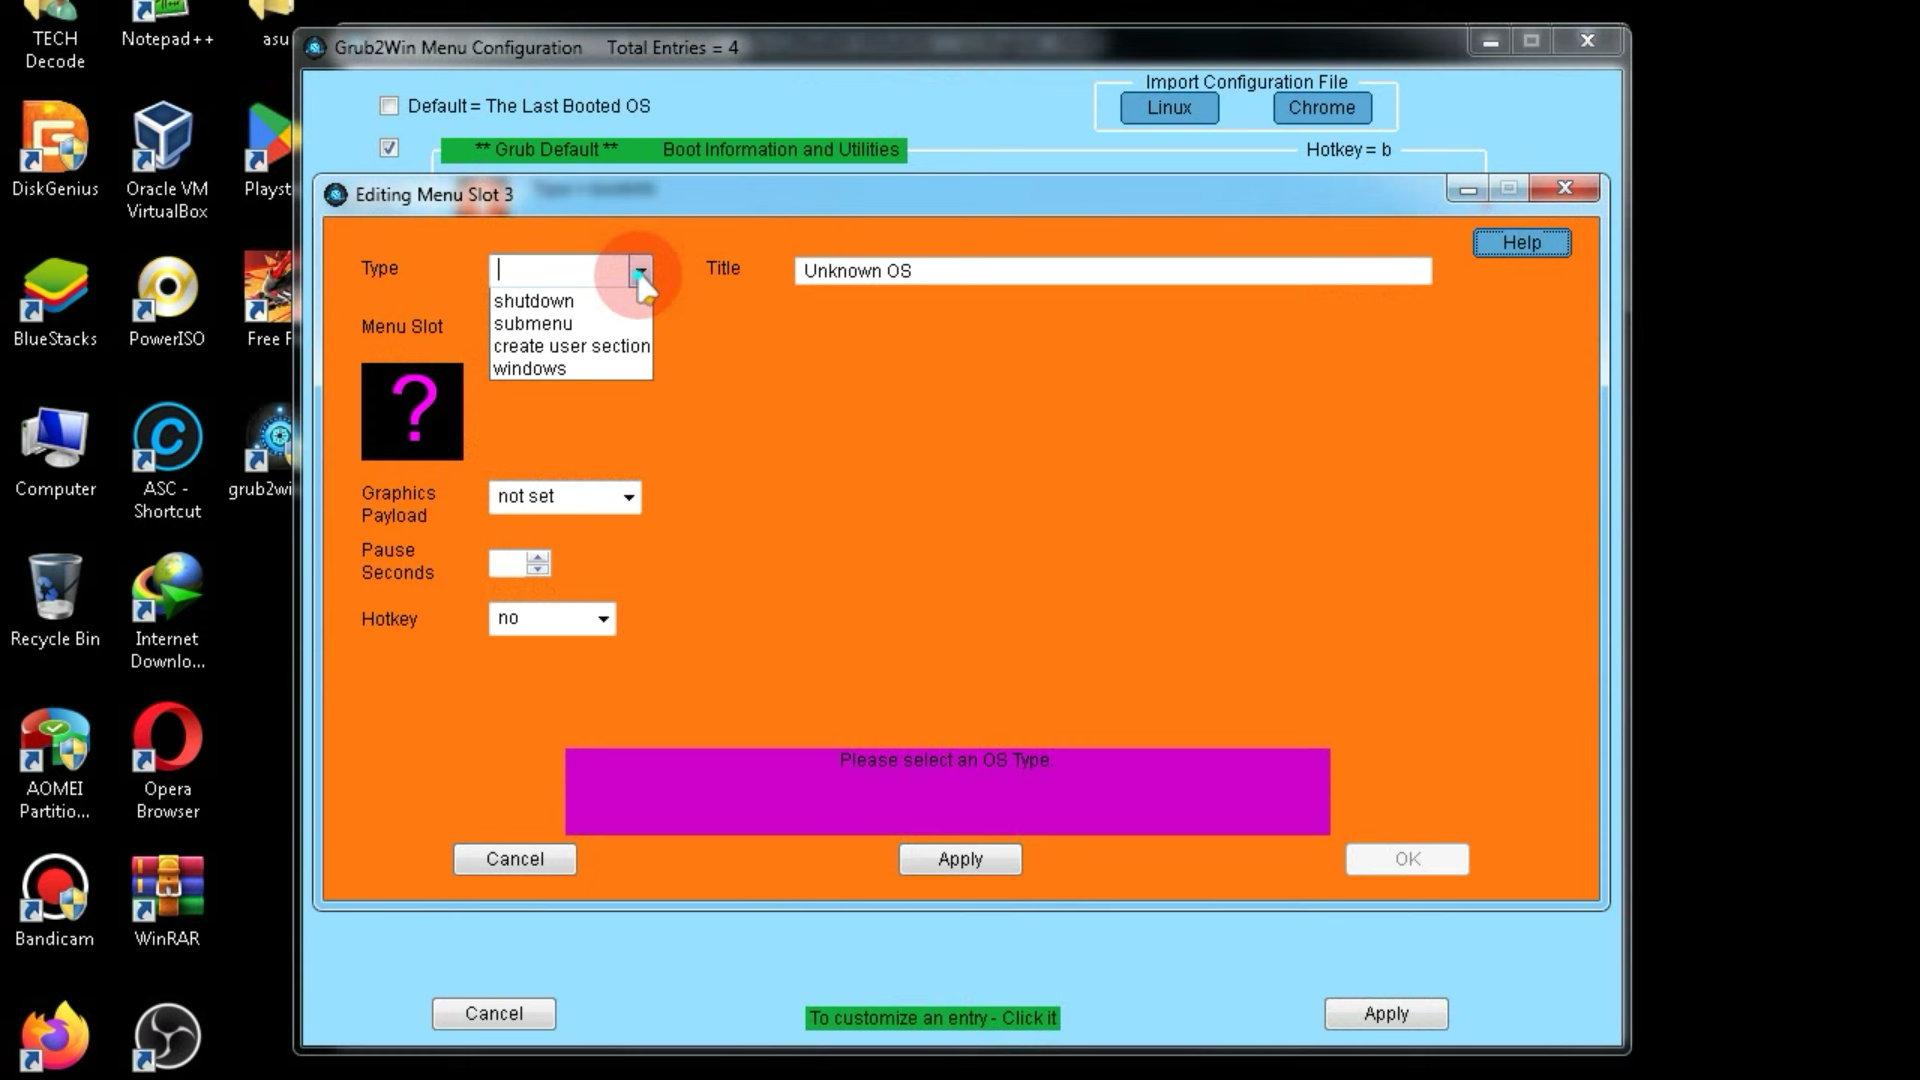 TECH
Decode
Notepad++
asu
DiskGenius
Oracle VM
VirtualBox
Playst
BlueStacks
PowerISO
Free F
Computer
ASC -
Shortcut
grub2wi
Recycle Bin
Internet
Downlo...
AOMEI
Partitio...
Opera
Browser
Bandicam
WinRAR
Grub2Win Menu Configuration Total Entries = 4
Default = The Last Booted OS
Import Configuration File
Linux
Chrome
** Grub Default ** Boot Information and Utilities
Hotkey = b
Editing Menu Slot 3
Help
Type
Title
Unknown OS
shutdown
submenu
create user section
windows
Menu Slot
?
Graphics
Payload
not set
Pause
Seconds
Hotkey
no
Please select an OS Type.
Cancel
Apply
OK
Cancel
To customize an entry - Click it
Apply